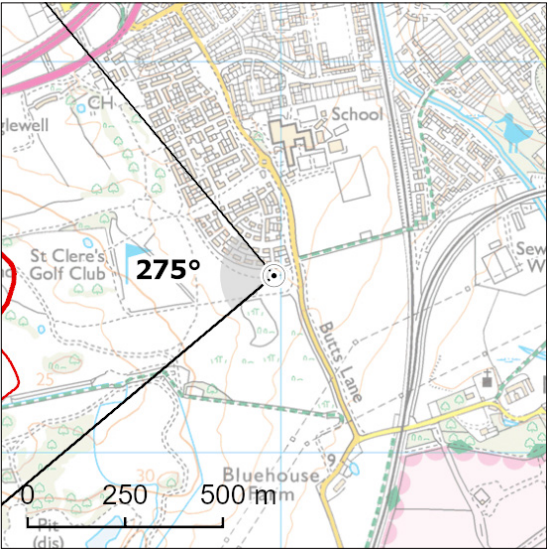 CH
glewell
School
St Clere's
Golf Club
275°
Sew
W
Butts Lane
25
9
30
Bluehouse
Farm
0 250 500 m
Pit
(dis)